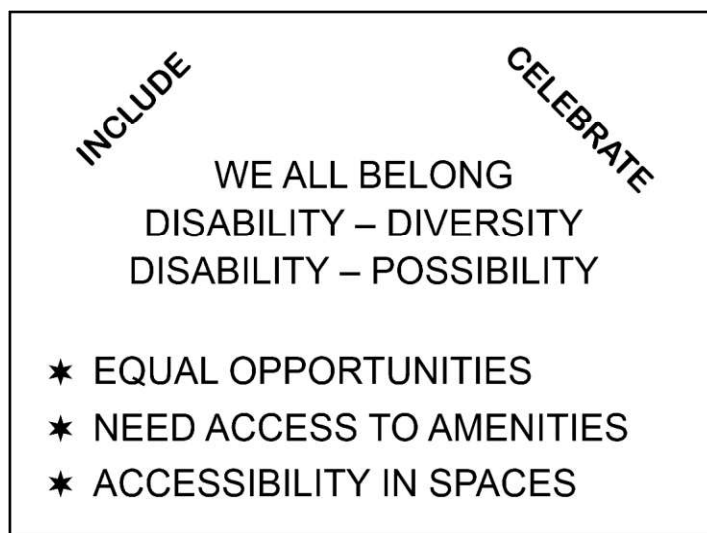 INCLUDE
CELEBRATE
WE ALL BELONG
DISABILITY – DIVERSITY
DISABILITY – POSSIBILITY
✶ EQUAL OPPORTUNITIES
✶ NEED ACCESS TO AMENITIES
✶ ACCESSIBILITY IN SPACES